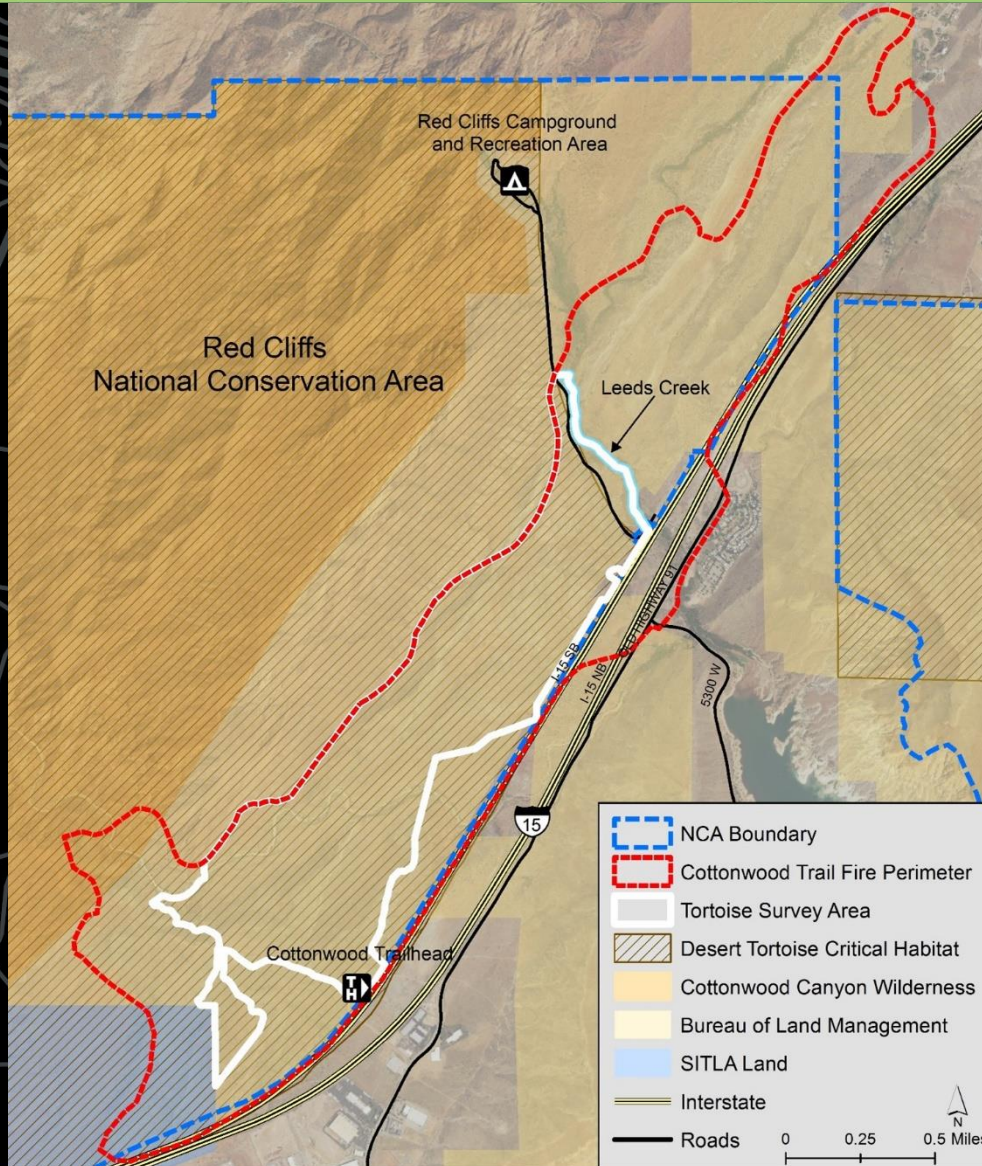 Red Cliffs Campground
and Recreation Area
Red Cliffs
National Conservation Area
Leeds Creek
OLD HIGHWAY 91
I-15 SB
I-15 NB
5300 W
15
Cottonwood Trailhead
TH
NCA Boundary
Cottonwood Trail Fire Perimeter
Tortoise Survey Area
Desert Tortoise Critical Habitat
Cottonwood Canyon Wilderness
Bureau of Land Management
SITLA Land
Interstate
Roads
N
0 0.25 0.5 Miles